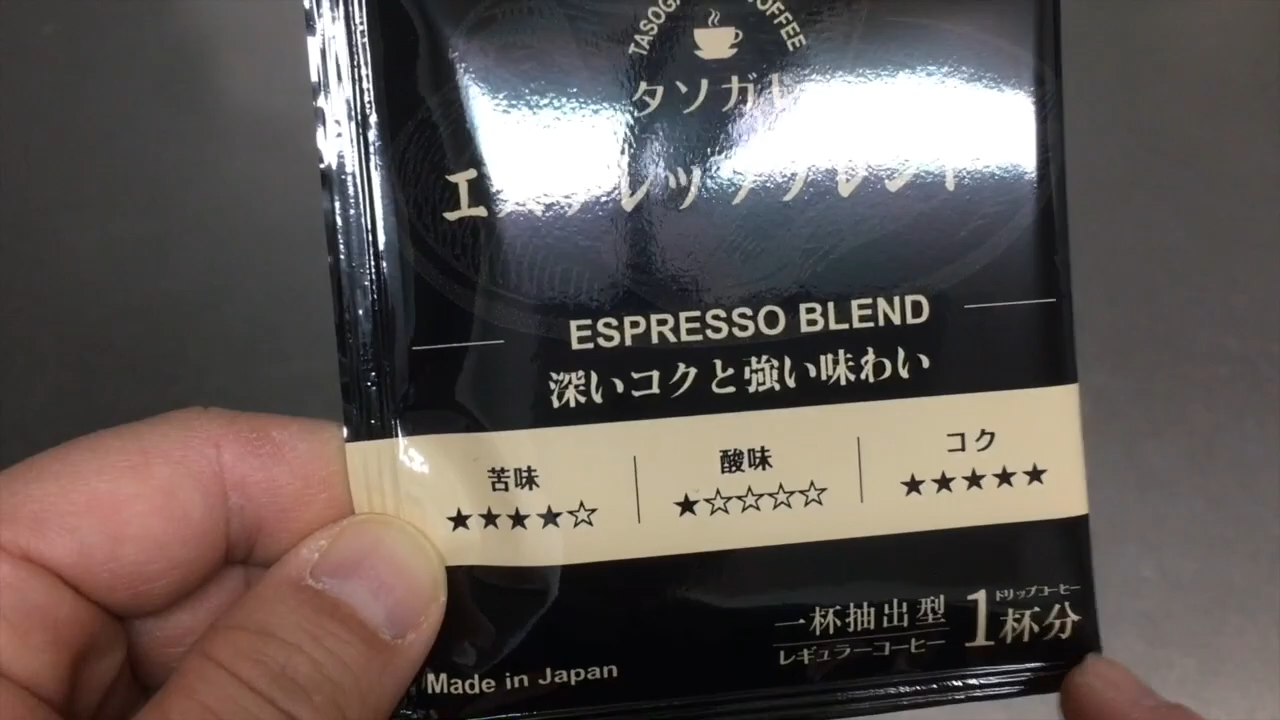 タソガレ
ESPRESSO BLEND
深いコクと強い味わい
苦味 酸味 コク
★★★★☆ ★☆☆☆☆ ★★★★★
一杯抽出型
レギュラーコーヒー
ドリップコーヒー
1杯分
Made in Japan